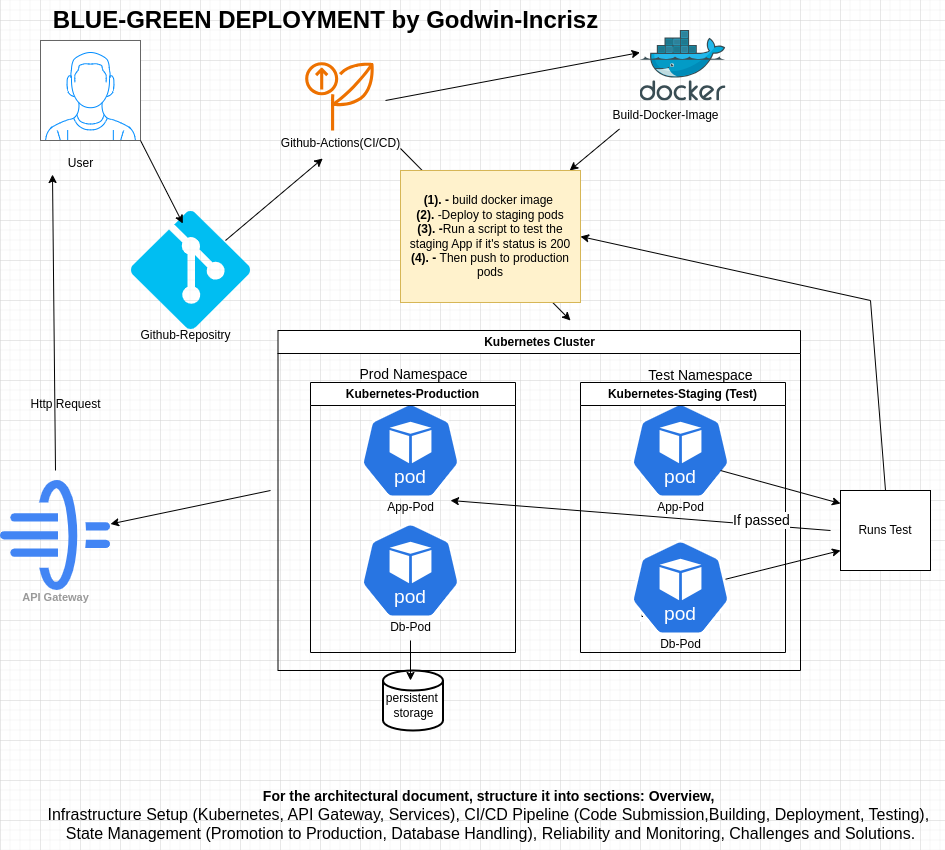 BLUE-GREEN DEPLOYMENT by Godwin-Incrisz
docker
Build-Docker-Image
Github-Actions(CI/CD)
User
(1). - build docker image
(2). -Deploy to staging pods
(3). -Run a script to test the
staging App if it's status is 200
(4). - Then push to production
pods
Github-Repositry
Kubernetes Cluster
Prod Namespace
Test Namespace
Kubernetes-Production
Kubernetes-Staging (Test)
Http Request
pod
pod
App-Pod
App-Pod
If passed
Runs Test
pod
pod
API Gateway
Db-Pod
Db-Pod
persistent
storage
For the architectural document, structure it into sections: Overview,
Infrastructure Setup (Kubernetes, API Gateway, Services), CI/CD Pipeline (Code Submission,Building, Deployment, Testing),
State Management (Promotion to Production, Database Handling), Reliability and Monitoring, Challenges and Solutions.